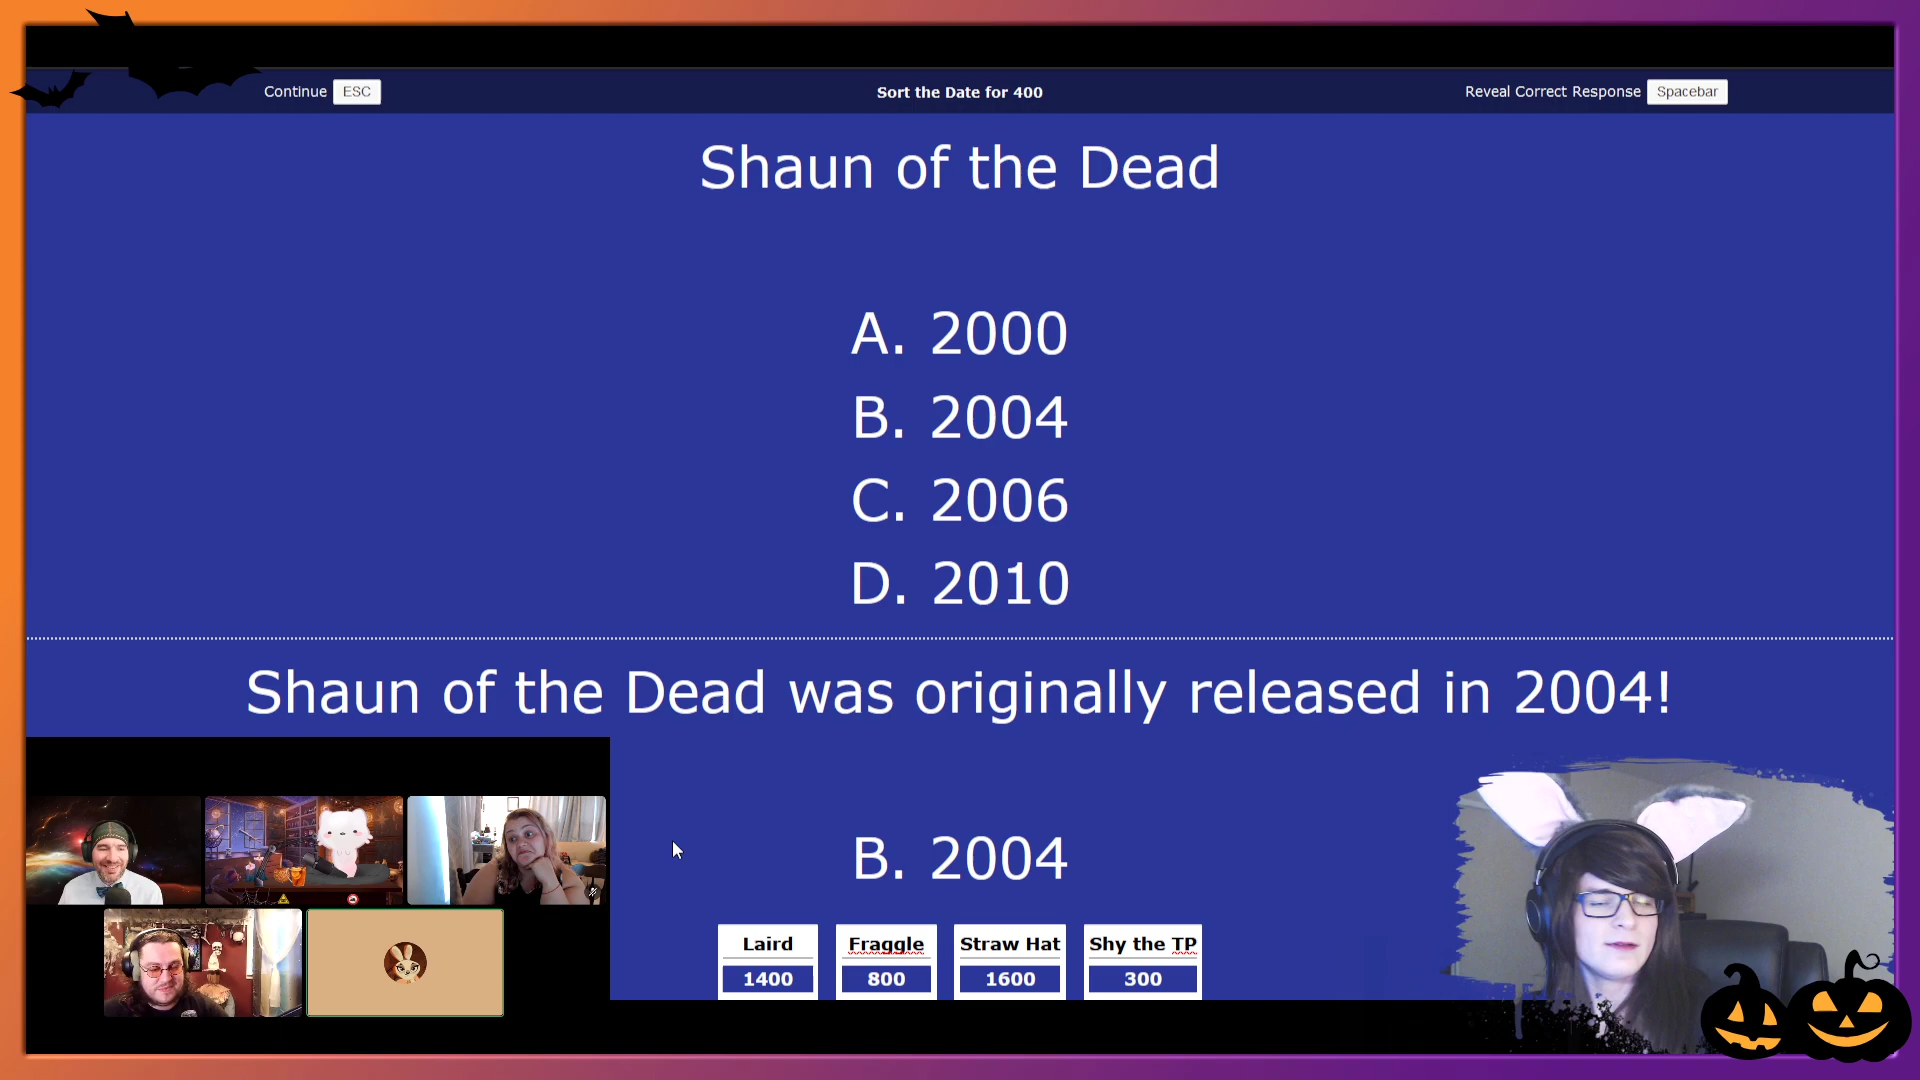 Continue ESC
Sort the Date for 400
Reveal Correct Response Spacebar
Shaun of the Dead
A. 2000
B. 2004
C. 2006
D. 2010
Shaun of the Dead was originally released in 2004!
B. 2004
Laird Fraggle Straw Hat Shy the TP
1400 800 1600 300